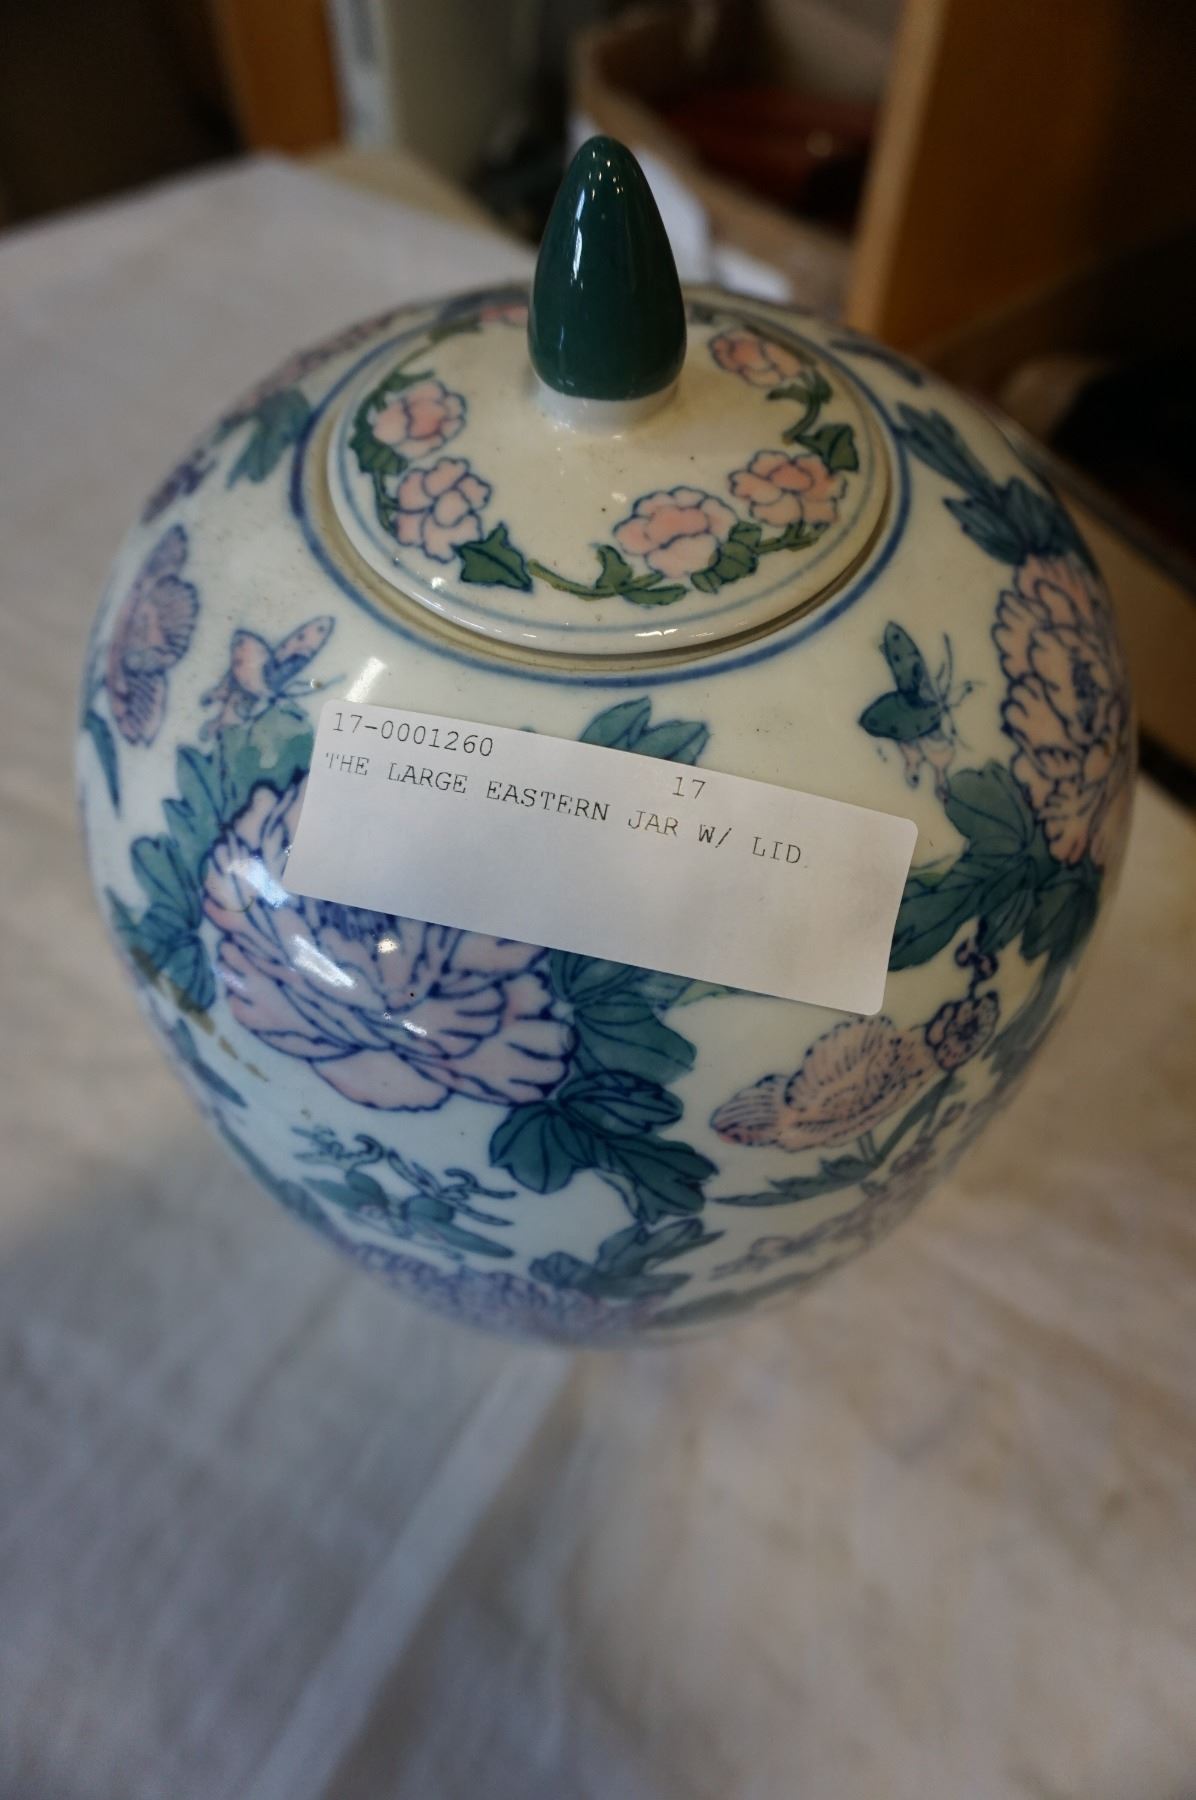 17-0001260 17
THE LARGE EASTERN JAR W/ LID